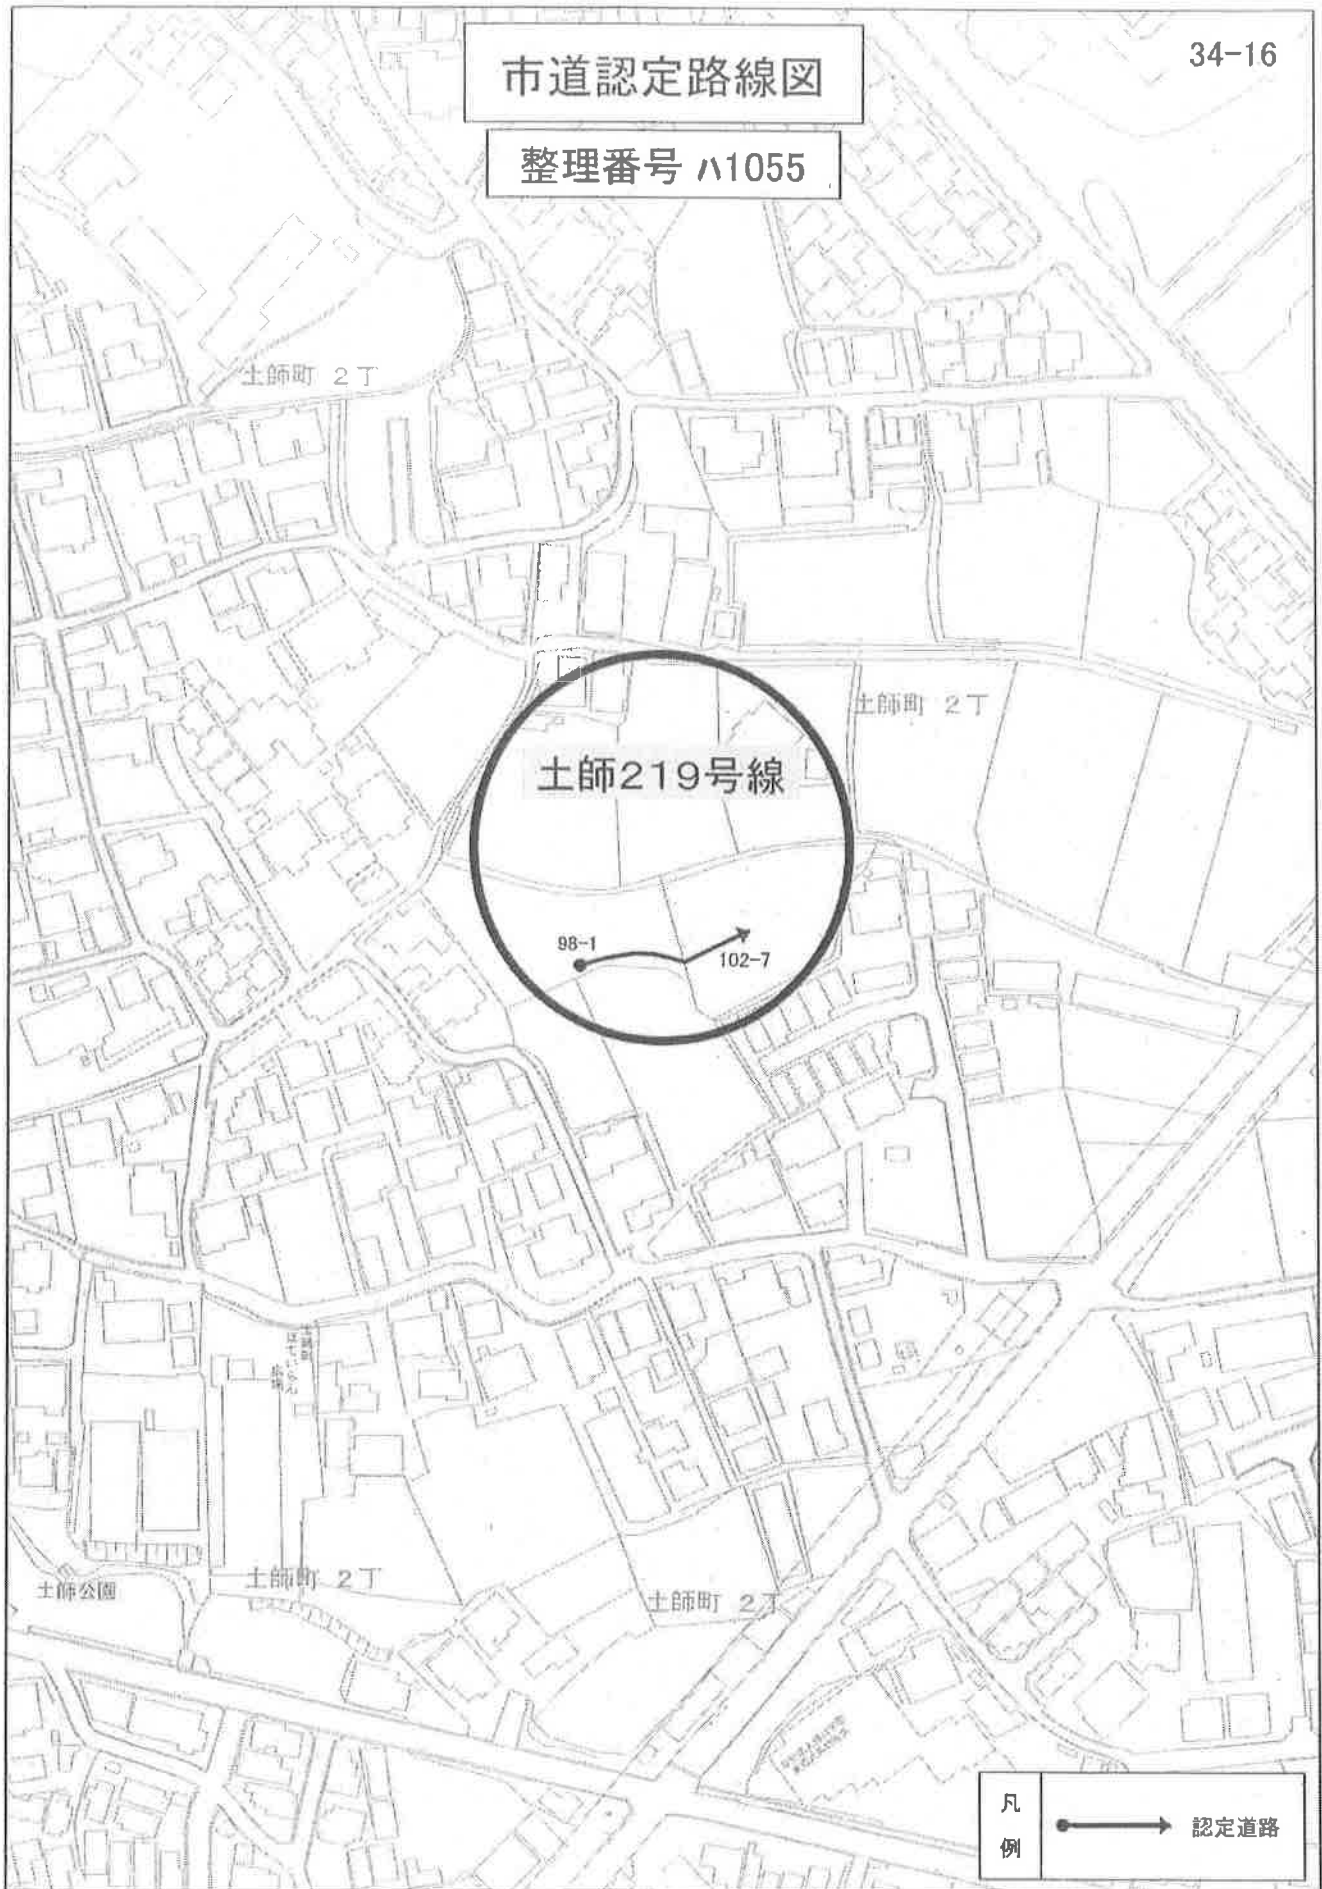 34-16
市道認定路線図
整理番号 ハ1055
土師町 2丁
土師町 2丁
土師219号線
98-1
102-7
土師公園
土師町 2丁
土師町 2丁
凡例
認定道路